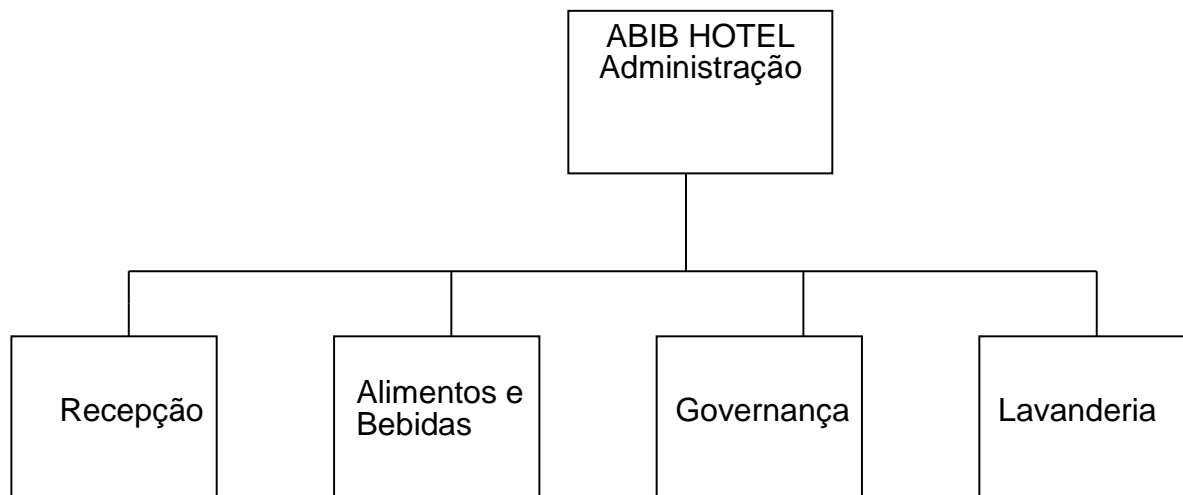 ABIB HOTEL
Administração
Recepção
Alimentos e
Bebidas
Governança
Lavanderia